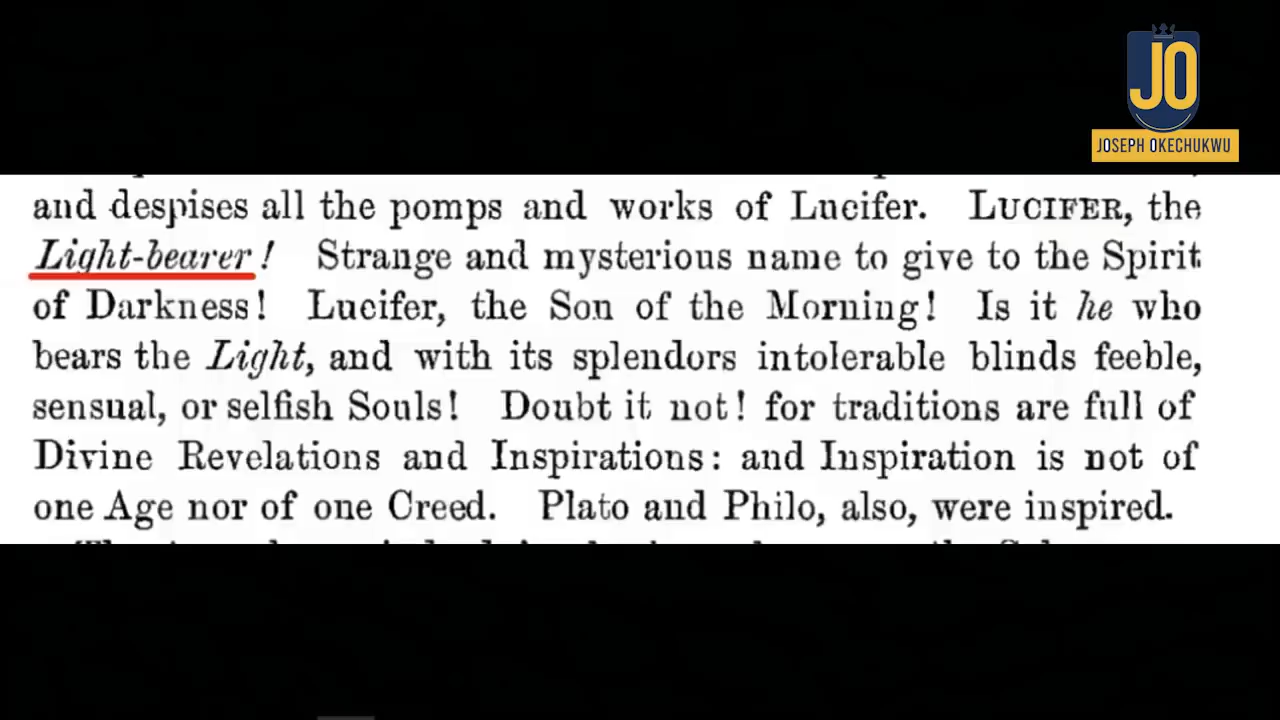 JO
JOSEPH OKECHUKWU
and despises all the pomps and works of Lucifer. LUCIFER, the
Light-bearer! Strange and mysterious name to give to the Spirit
of Darkness! Lucifer, the Son of the Morning! Is it he who
bears the Light, and with its splendors intolerable blinds feeble,
sensual, or selfish Souls! Doubt it not! for traditions are full of
Divine Revelations and Inspirations: and Inspiration is not of
one Age nor of one Creed. Plato and Philo, also, were inspired.